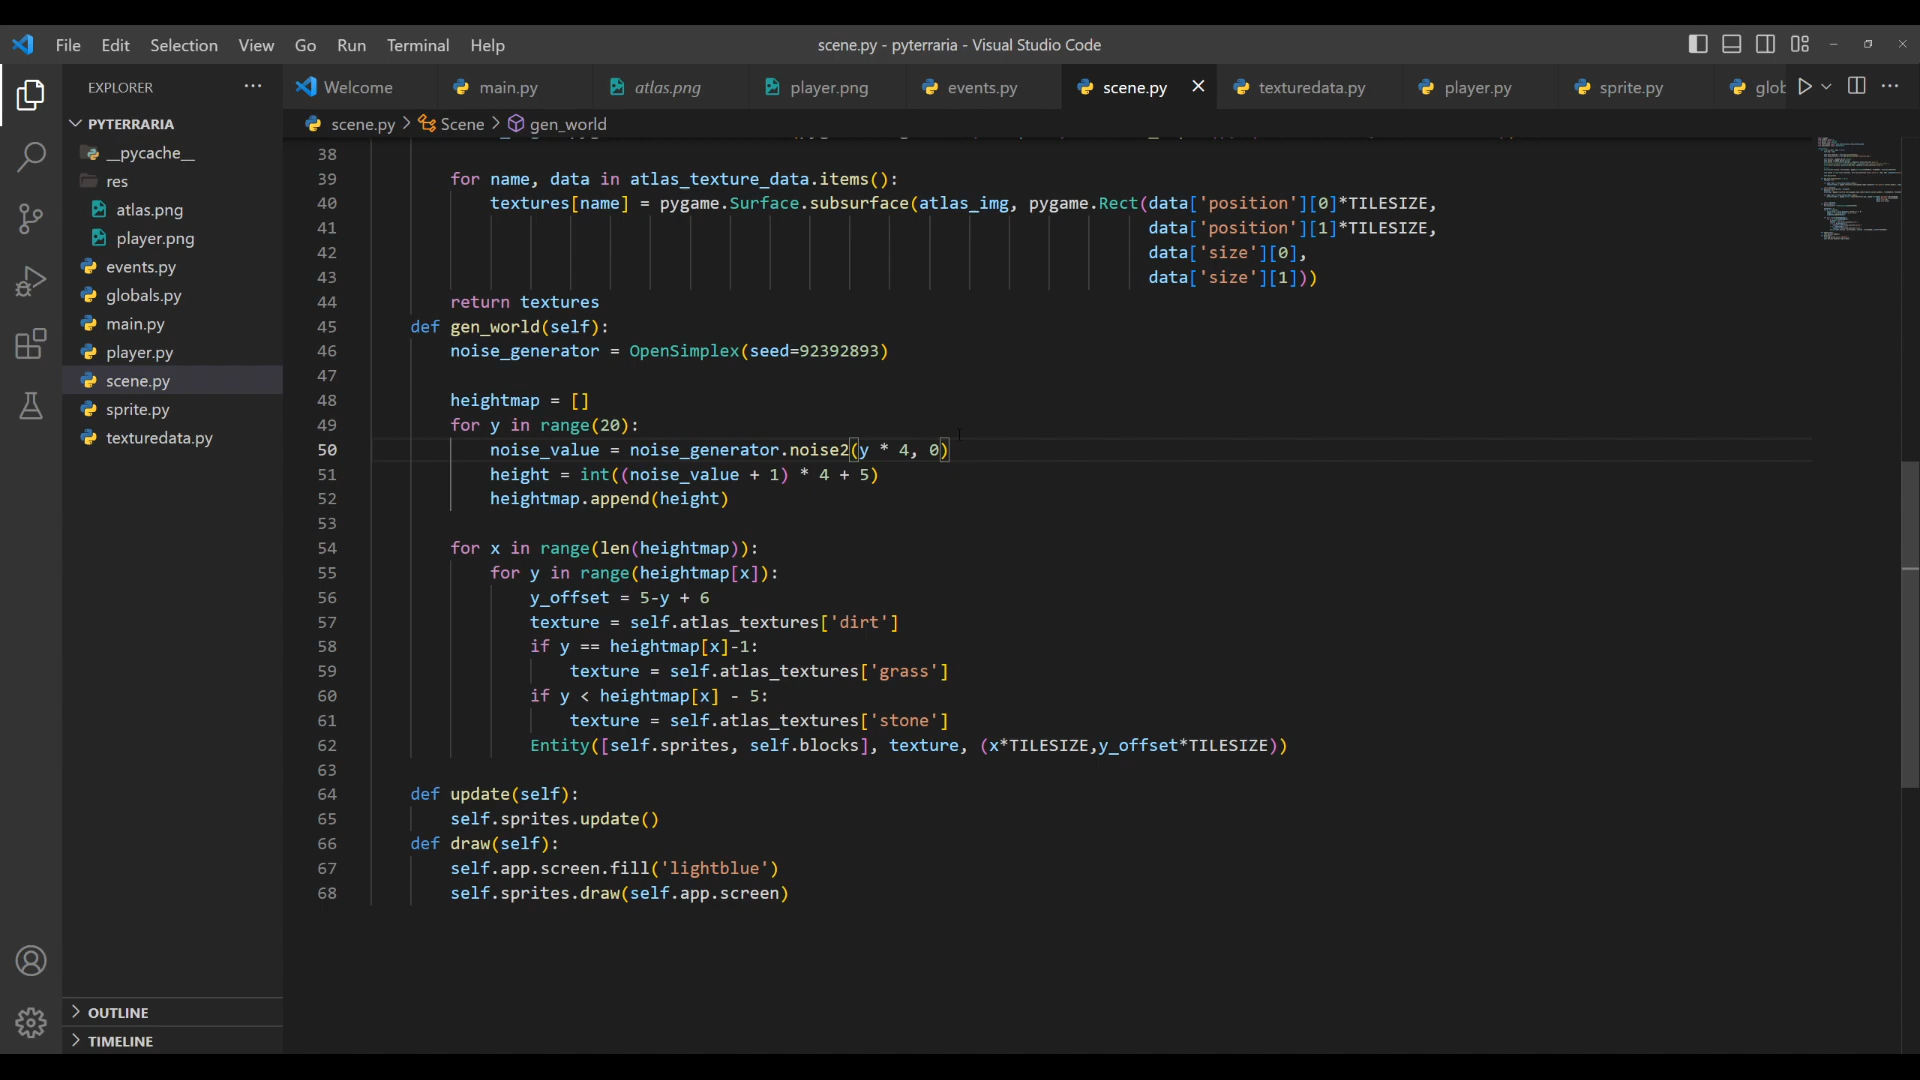 File Edit Selection View Go Run Terminal Help
scene.py - pyterraria - Visual Studio Code
EXPLORER
PYTERRARIA
__pycache__
res
atlas.png
player.png
events.py
globals.py
main.py
player.py
scene.py
sprite.py
texturedata.py
OUTLINE
TIMELINE
Welcome main.py atlas.png player.png events.py scene.py texturedata.py player.py sprite.py glob
scene.py > Scene > gen_world
38
39 for name, data in atlas_texture_data.items():
40 textures[name] = pygame.Surface.subsurface(atlas_img, pygame.Rect(data['position'][0]*TILESIZE,
41 data['position'][1]*TILESIZE,
42 data['size'][0],
43 data['size'][1]))
44 return textures
45 def gen_world(self):
46 noise_generator = OpenSimplex(seed=92392893)
47
48 heightmap = []
49 for y in range(20):
50 noise_value = noise_generator.noise2(y * 4, 0)
51 height = int((noise_value + 1) * 4 + 5)
52 heightmap.append(height)
53
54 for x in range(len(heightmap)):
55 for y in range(heightmap[x]):
56 y_offset = 5-y + 6
57 texture = self.atlas_textures['dirt']
58 if y == heightmap[x]-1:
59 texture = self.atlas_textures['grass']
60 if y < heightmap[x] - 5:
61 texture = self.atlas_textures['stone']
62 Entity([self.sprites, self.blocks], texture, (x*TILESIZE,y_offset*TILESIZE))
63
64 def update(self):
65 self.sprites.update()
66 def draw(self):
67 self.app.screen.fill('lightblue')
68 self.sprites.draw(self.app.screen)